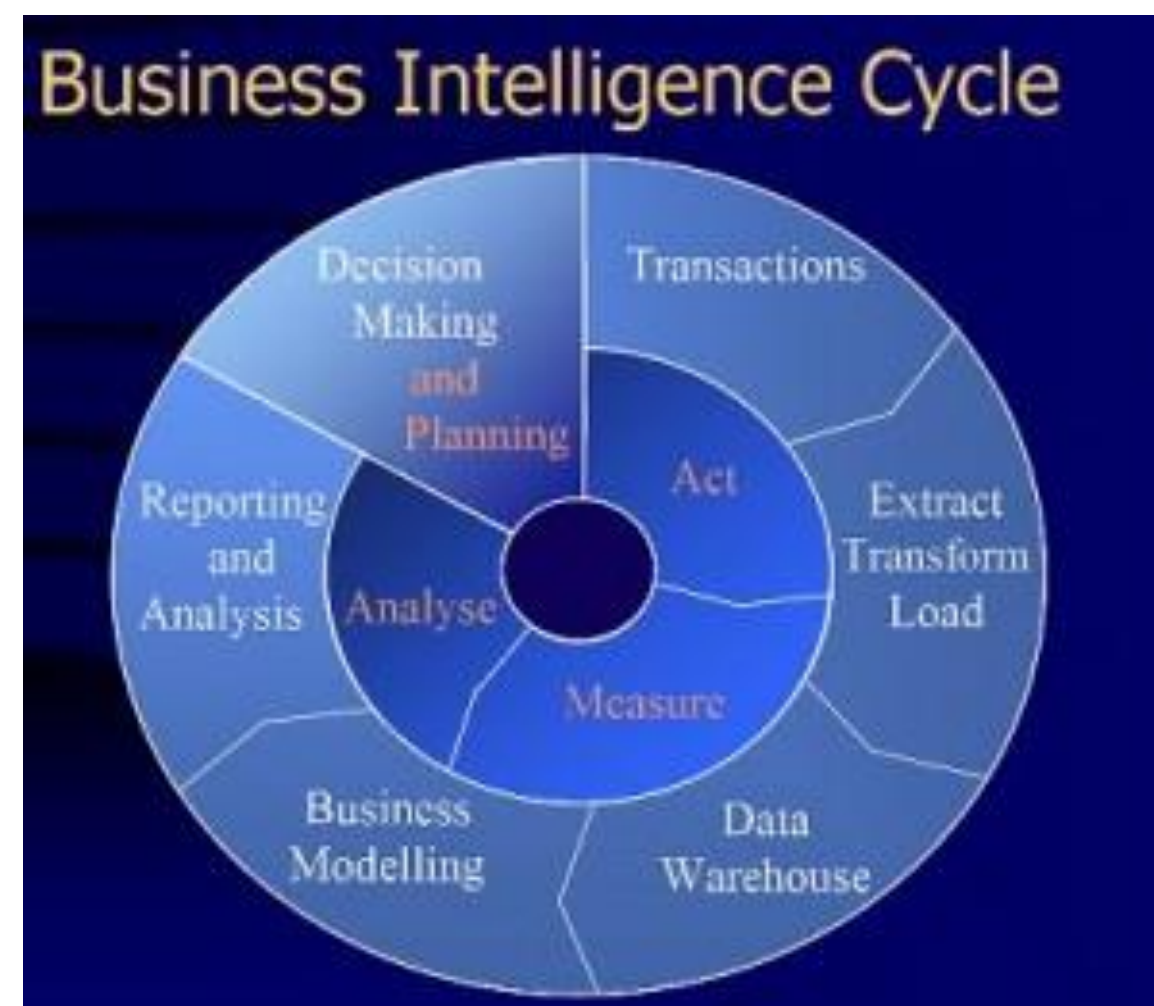 Business Intelligence Cycle
Decision
Making
and
Planning
Transactions
Act
Extract
Transform
Load
Reporting
and
Analysis
Analyse
Measure
Business
Modelling
Data
Warehouse